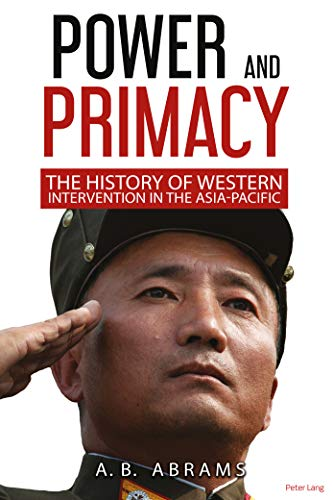 POWER AND
PRIMACY
THE HISTORY OF WESTERN
INTERVENTION IN THE ASIA-PACIFIC
A. B. ABRAMS
Peter Lang